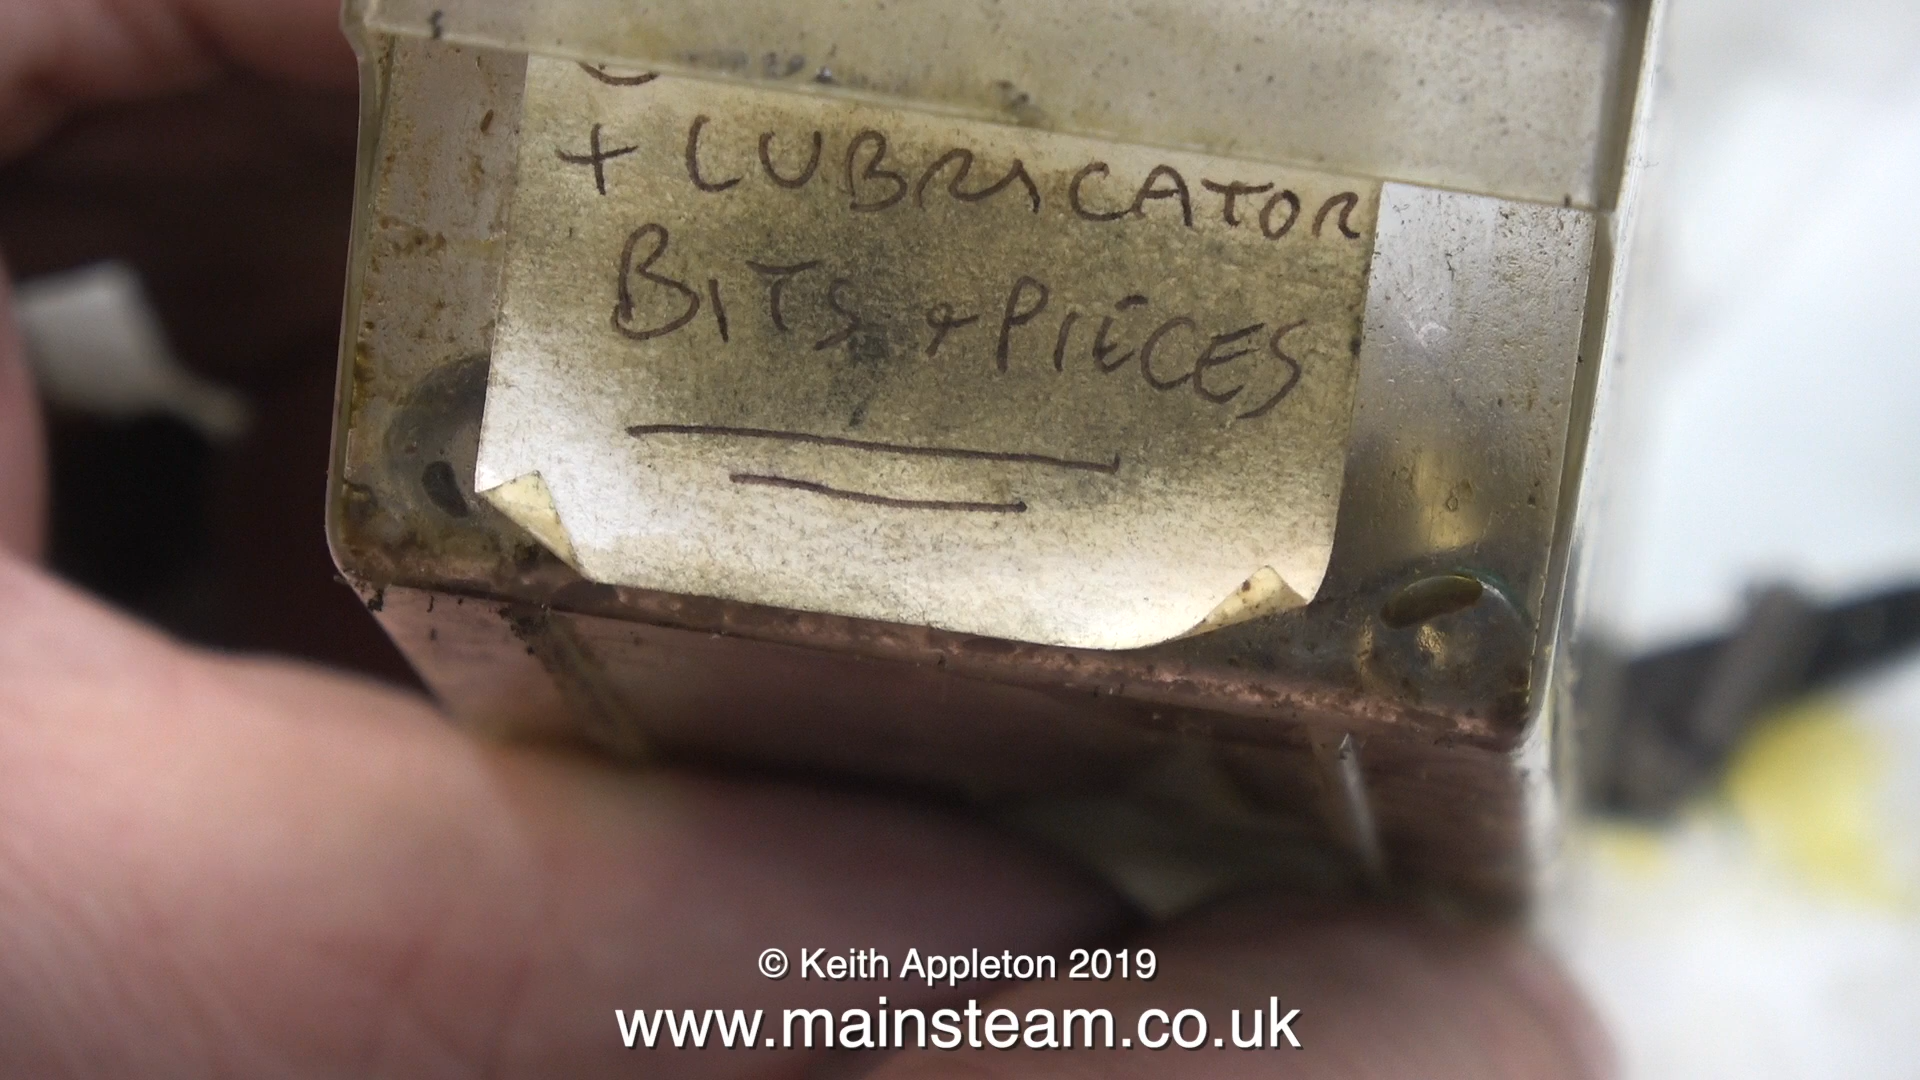 + LUBRICATOR
BITS + PIECES
© Keith Appleton 2019
www.mainsteam.co.uk